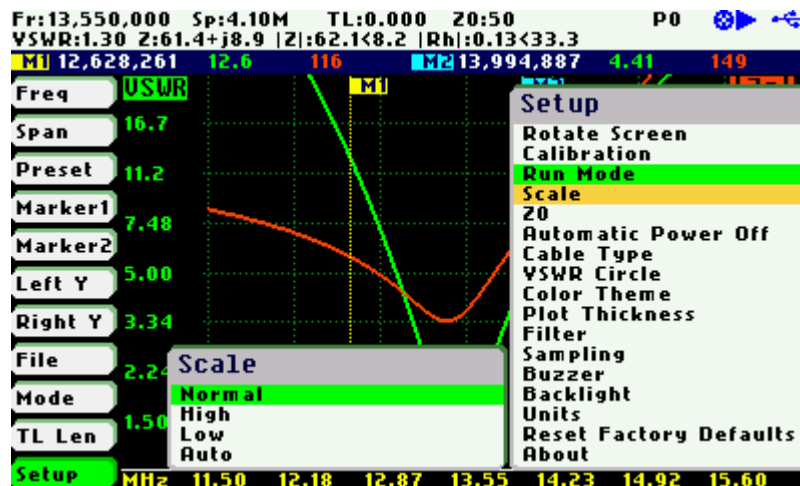 Fr:13,550,000 Sp:4.10M TL:0.000 Z0:50 P0
VSWR:1.30 Z:61.4+j8.9 |Z|:62.1<8.2 |Rh|:0.13<33.3
M1 12,628,261 12.6 116 M2 13,994,887 4.41 149
Freq
Span
Preset
Marker1
Marker2
Left Y
Right Y
File
Mode
TL Len
Setup
VSWR
16.7
11.2
7.48
5.00
3.34
2.24
1.50
M1
Setup
Rotate Screen
Calibration
Run Mode
Scale
Z0
Automatic Power Off
Cable Type
VSWR Circle
Color Theme
Plot Thickness
Filter
Sampling
Buzzer
Backlight
Units
Reset Factory Defaults
About
Scale
Normal
High
Low
Auto
MHz 11.50 12.18 12.87 13.55 14.23 14.92 15.60